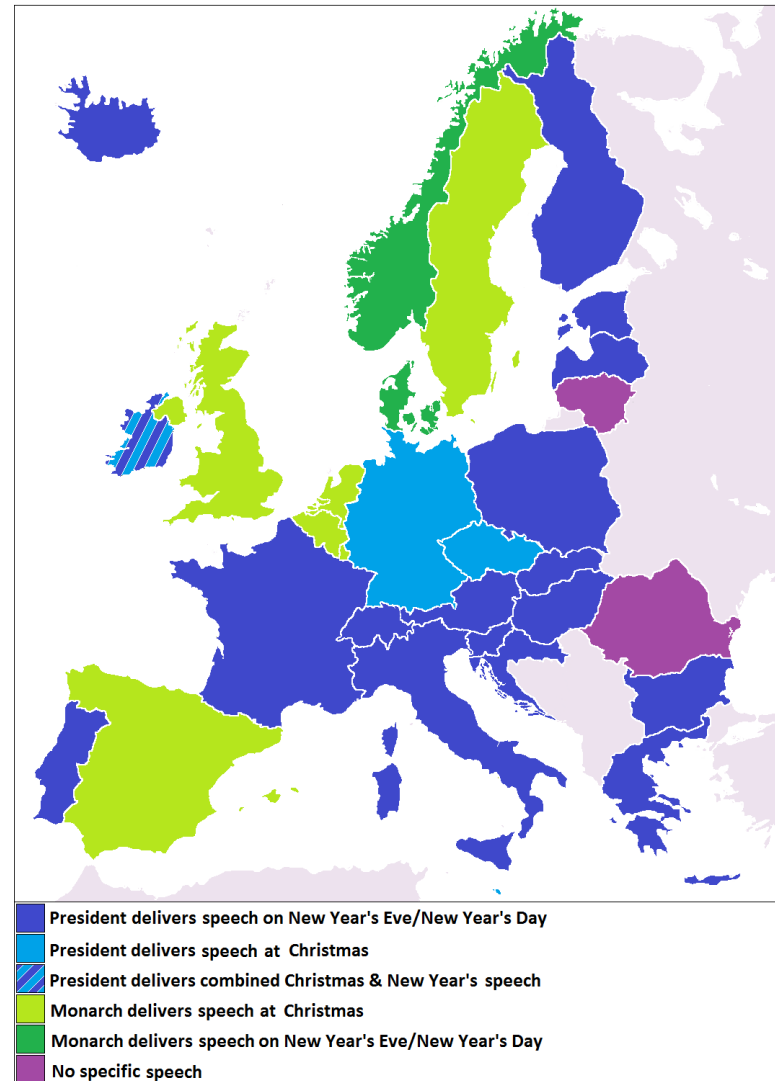 President delivers speech on New Year's Eve/New Year's Day
President delivers speech at Christmas
President delivers combined Christmas & New Year's speech
Monarch delivers speech at Christmas
Monarch delivers speech on New Year's Eve/New Year's Day
No specific speech